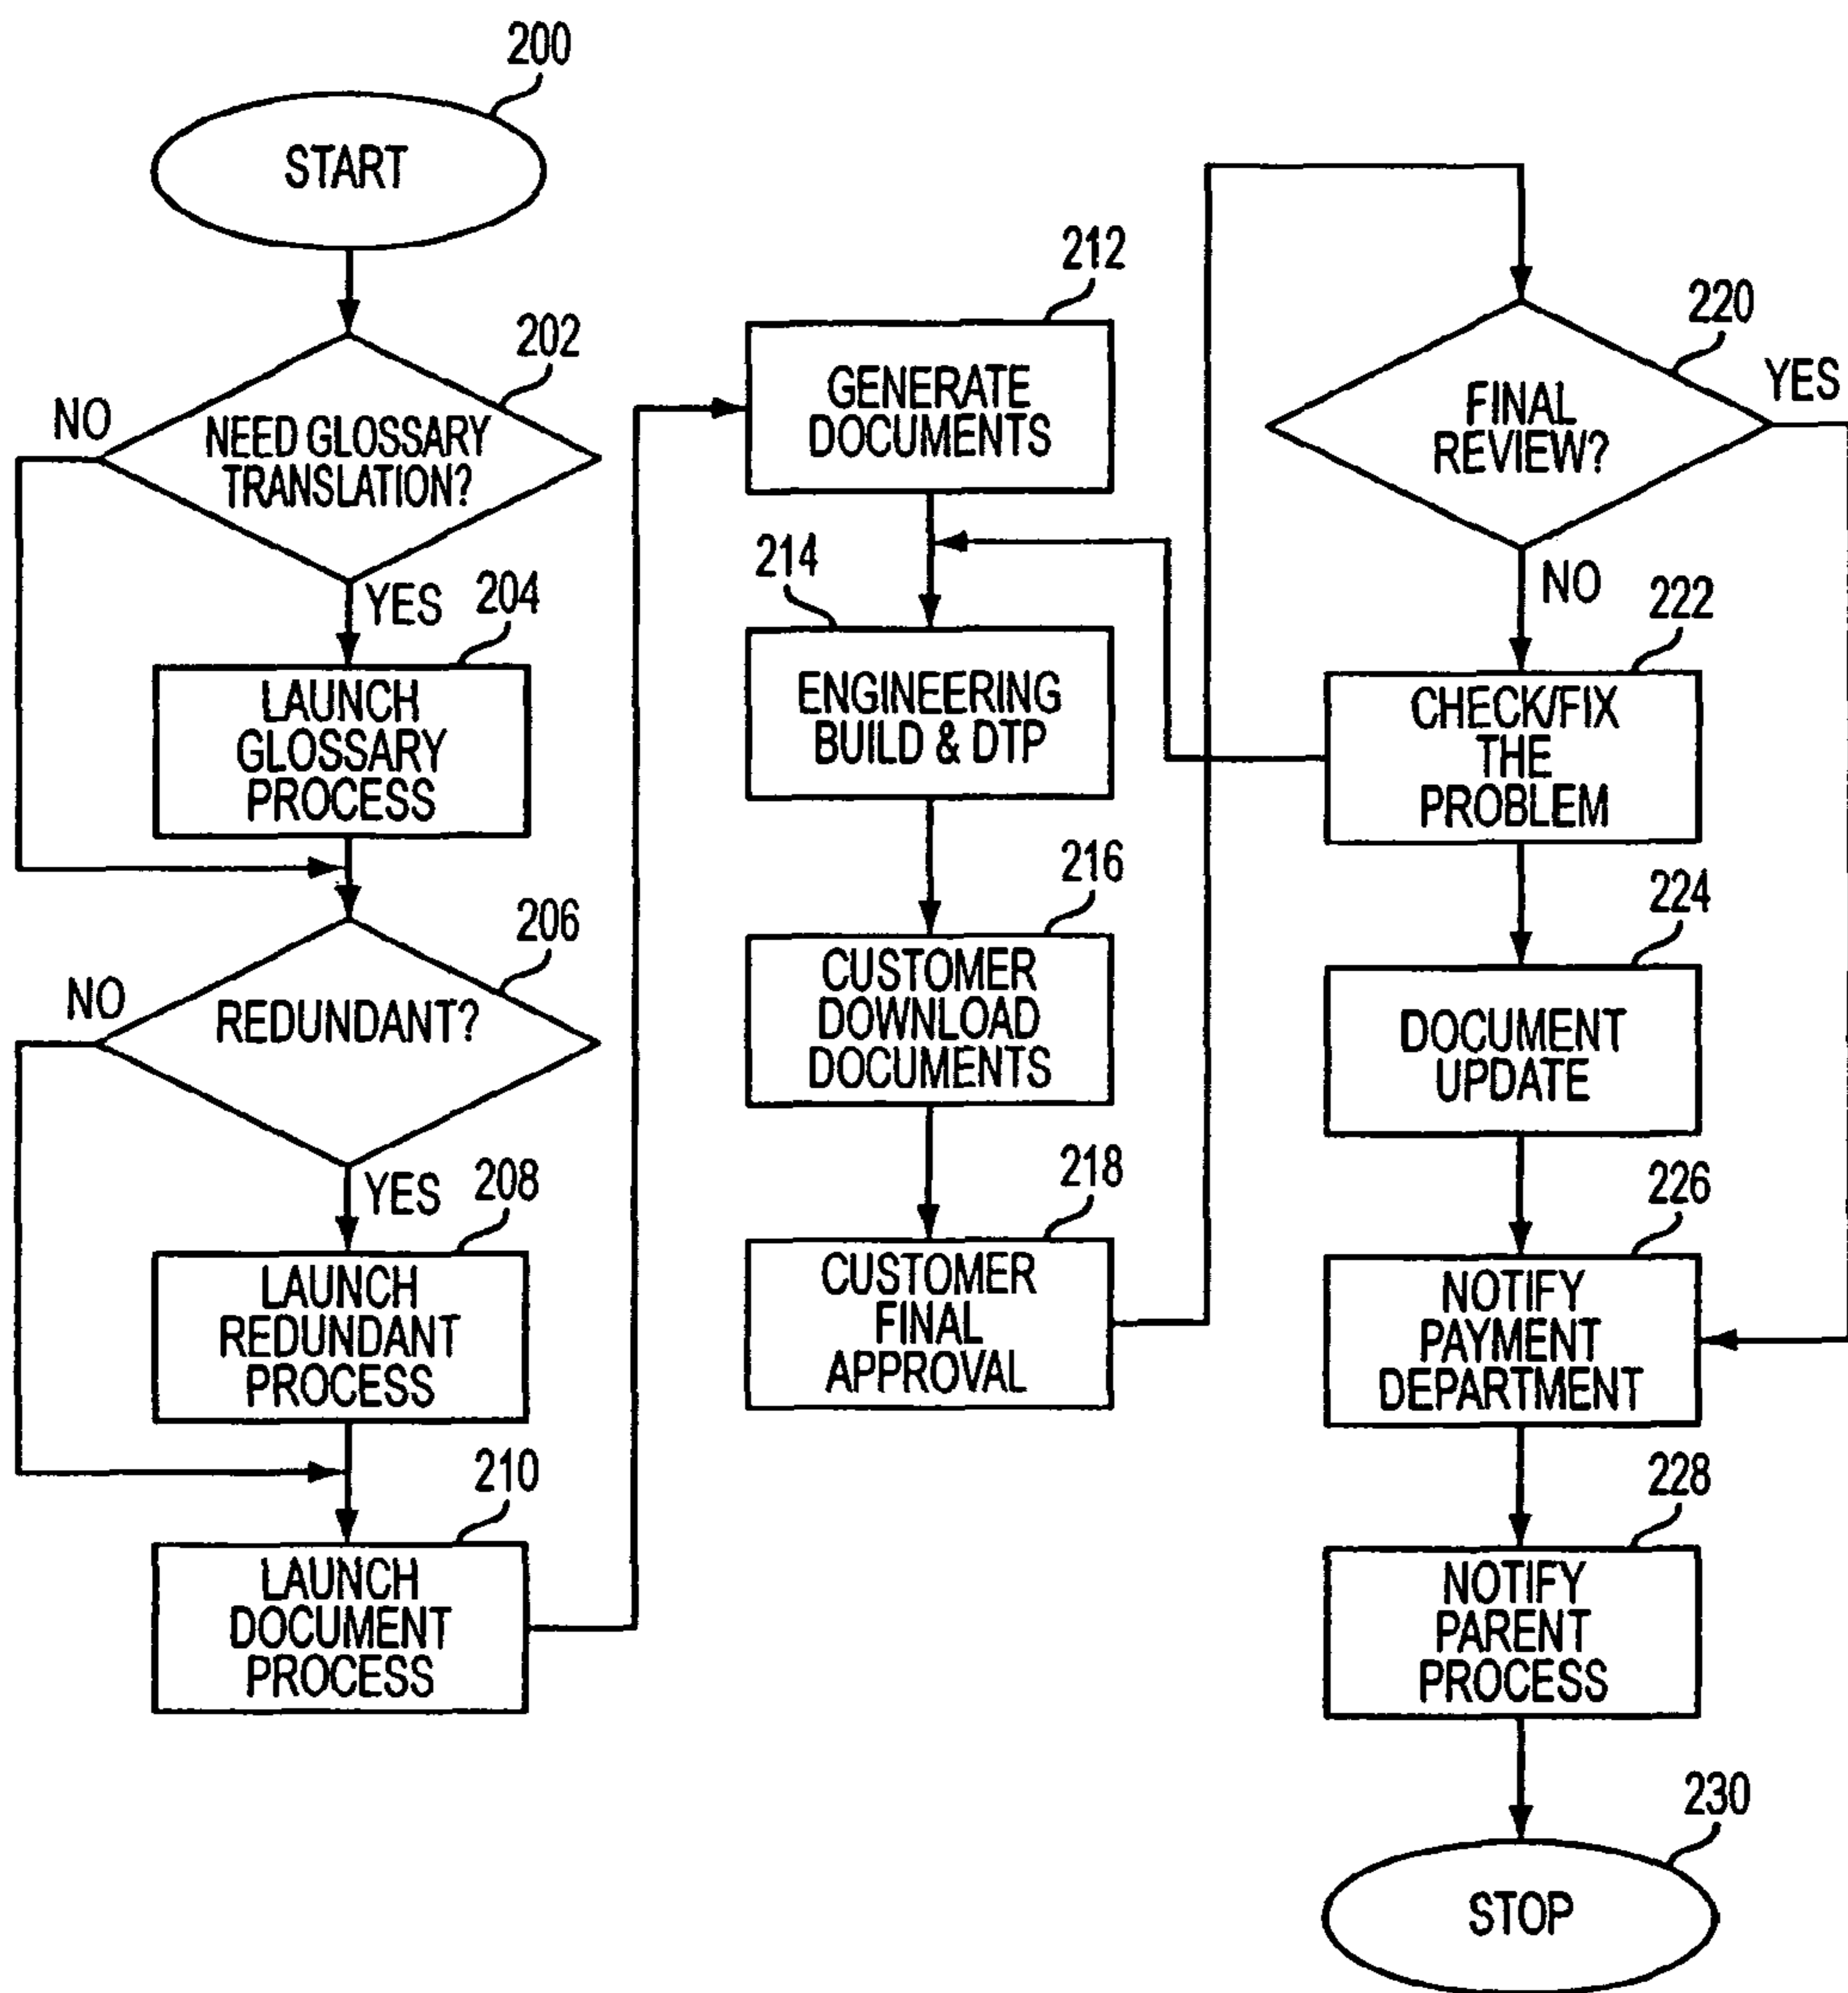 200
START
202
NO
NEED GLOSSARY
TRANSLATION?
YES
204
LAUNCH
GLOSSARY
PROCESS
206
NO
REDUNDANT?
YES
208
LAUNCH
REDUNDANT
PROCESS
210
LAUNCH
DOCUMENT
PROCESS
212
GENERATE
DOCUMENTS
214
ENGINEERING
BUILD & DTP
216
CUSTOMER
DOWNLOAD
DOCUMENTS
218
CUSTOMER
FINAL
APPROVAL
220
YES
FINAL
REVIEW?
NO
222
CHECK/FIX
THE
PROBLEM
224
DOCUMENT
UPDATE
226
NOTIFY
PAYMENT
DEPARTMENT
228
NOTIFY
PARENT
PROCESS
230
STOP